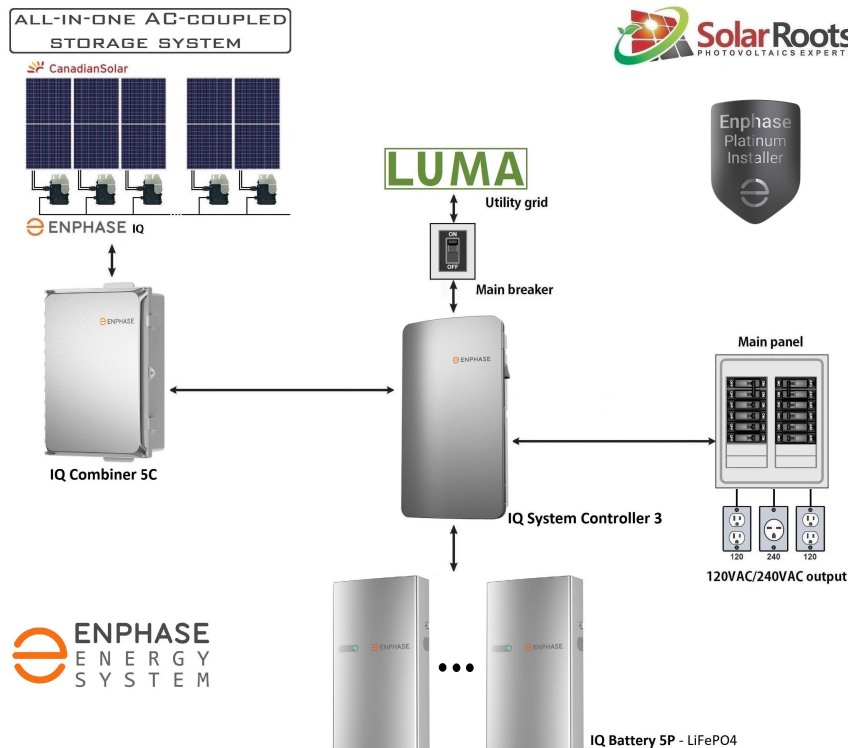 ALL-IN-ONE AC-COUPLED
STORAGE SYSTEM
SolarRoots
PHOTOVOLTAICS EXPERT
CanadianSolar
Enphase
Platinum
Installer
LUMA
Utility grid
ENPHASE IQ
ON
OFF
Main breaker
ENPHASE
ENPHASE
Main panel
IQ Combiner 5C
IQ System Controller 3
120
240
120
120VAC/240VAC output
ENPHASE
ENERGY
SYSTEM
ENPHASE
ENPHASE
IQ Battery 5P - LiFePO4